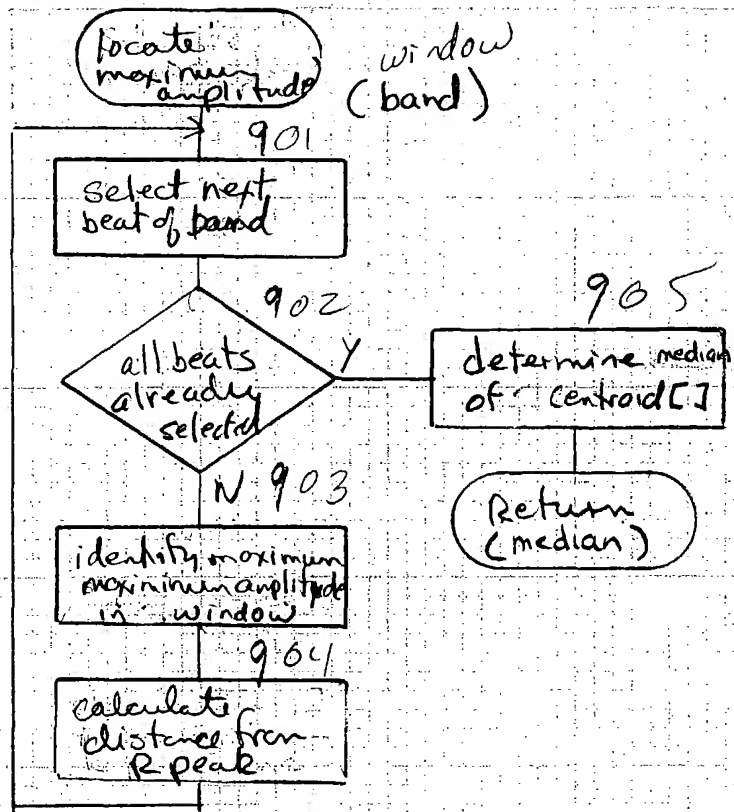 locate
maximum
amplitude
window
(band)
901
select next
beat of band
902
all beats
already
selected
Y
905
determine median
of centroid[]
Return
(median)
N 903
identify maximum
maximum amplitude
in window
904
calculate
distance from
R peak